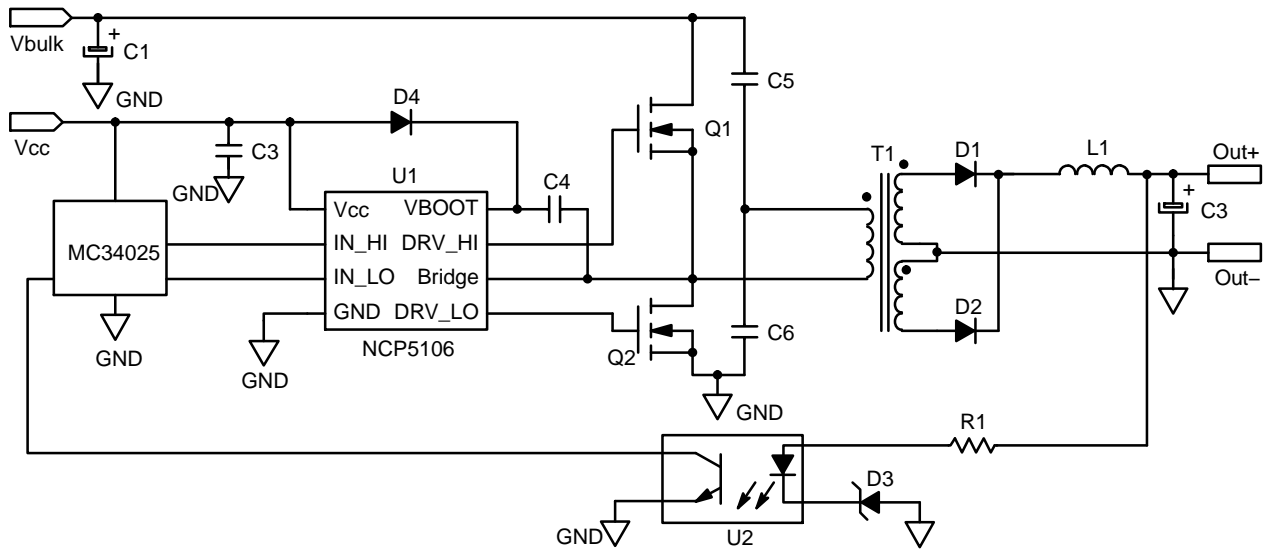 Vbulk
+
C1
GND
Vcc
D4
C3
GND
U1
C4
Vcc
VBOOT
IN_HI
DRV_HI
IN_LO
Bridge
GND
DRV_LO
NCP5106
MC34025
GND
GND
Q1
Q2
C5
C6
GND
T1
D1
D2
L1
+
C3
Out+
Out–
R1
D3
U2
GND